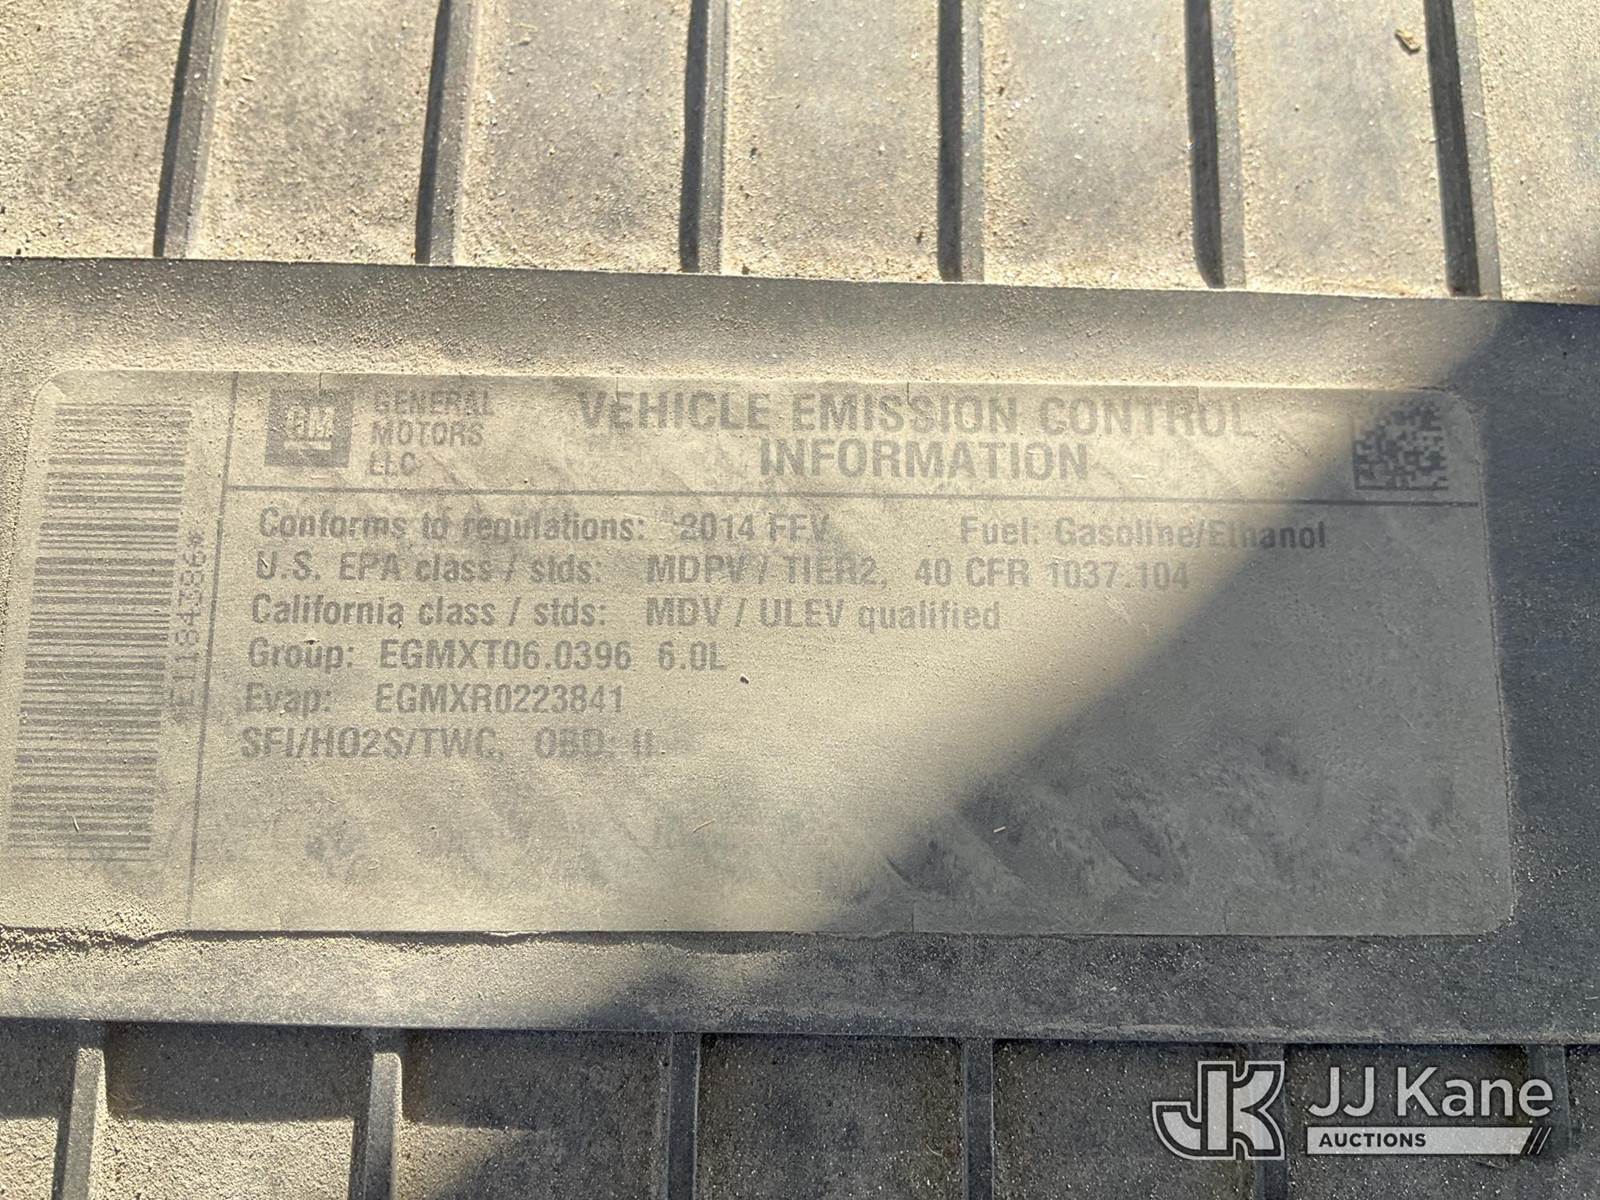 GM
GENERAL
MOTORS
LLC
VEHICLE EMISSION CONTROL
INFORMATION
Conforms to regulations: 2014 FFV Fuel: Gasoline/Ethanol
U.S. EPA class / stds: MDPV / TIER2, 40 CFR 1037.104
California class / stds: MDV / ULEV qualified
Group: EGMXT06.0396 6.0L
Evap: EGMXR0223841
SFI/HO2S/TWC, OBD: II
*E1184386*
JK JJ Kane
AUCTIONS